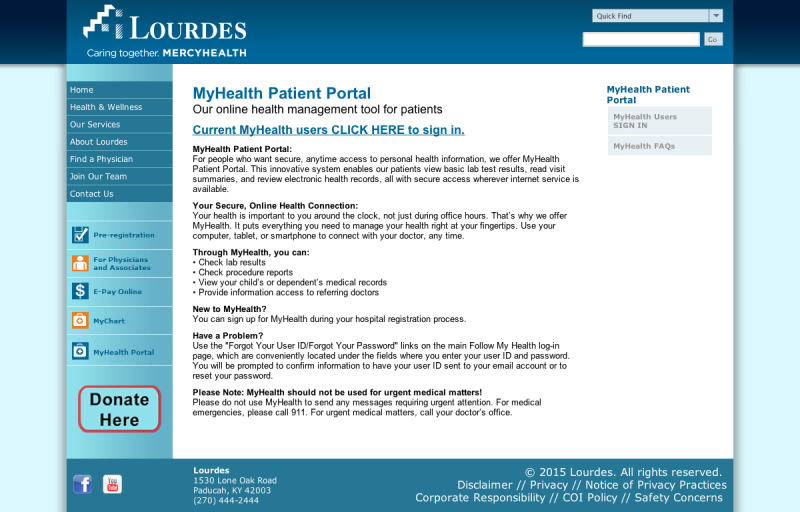 LOURDES
Caring together. MERCYHEALTH
Quick Find
Go
Home
Health & Wellness
Our Services
About Lourdes
Find a Physician
Join Our Team
Contact Us
Pre-registration
For Physicians
and Associates
E-Pay Online
MyChart
MyHealth Portal
Donate
Here
MyHealth Patient Portal
Our online health management tool for patients
Current MyHealth users CLICK HERE to sign in.
MyHealth Patient Portal:
For people who want secure, anytime access to personal health information, we offer MyHealth
Patient Portal. This innovative system enables our patients view basic lab test results, read visit
summaries, and review electronic health records, all with secure access wherever internet service is
available.
Your Secure, Online Health Connection:
Your health is important to you around the clock, not just during office hours. That's why we offer
MyHealth. It puts everything you need to manage your health right at your fingertips. Use your
computer, tablet, or smartphone to connect with your doctor, any time.
Through MyHealth, you can:
• Check lab results
• Check procedure reports
• View your child's or dependent's medical records
• Provide information access to referring doctors
New to MyHealth?
You can sign up for MyHealth during your hospital registration process.
Have a Problem?
Use the "Forgot Your User ID/Forgot Your Password" links on the main Follow My Health log-in
page, which are conveniently located under the fields where you enter your user ID and password.
You will be prompted to confirm information to have your user ID sent to your email account or to
reset your password.
Please Note: MyHealth should not be used for urgent medical matters!
Please do not use MyHealth to send any messages requiring urgent attention. For medical
emergencies, please call 911. For urgent medical matters, call your doctor's office.
MyHealth Patient
Portal
MyHealth Users
SIGN IN
MyHealth FAQs
f
You
Tube
Lourdes
1530 Lone Oak Road
Paducah, KY 42003
(270) 444-2444
© 2015 Lourdes. All rights reserved.
Disclaimer // Privacy // Notice of Privacy Practices
Corporate Responsibility // COI Policy // Safety Concerns